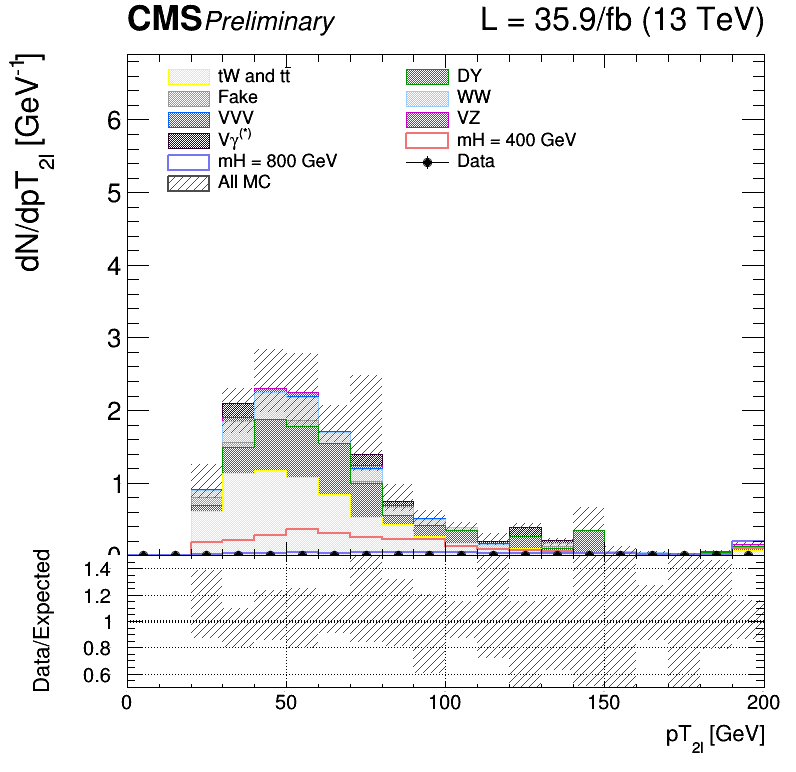 CMS Preliminary L = 35.9/fb (13 TeV)
dN/dpT_2l [GeV^-1]
tW and tt̄ DY
Fake WW
VVV VZ
Vγ^(*) mH = 400 GeV
mH = 800 GeV Data
All MC
6
5
4
3
2
1
0
Data/Expected
1.4
1.2
1
0.8
0.6
0 50 100 150 200
pT_2l [GeV]